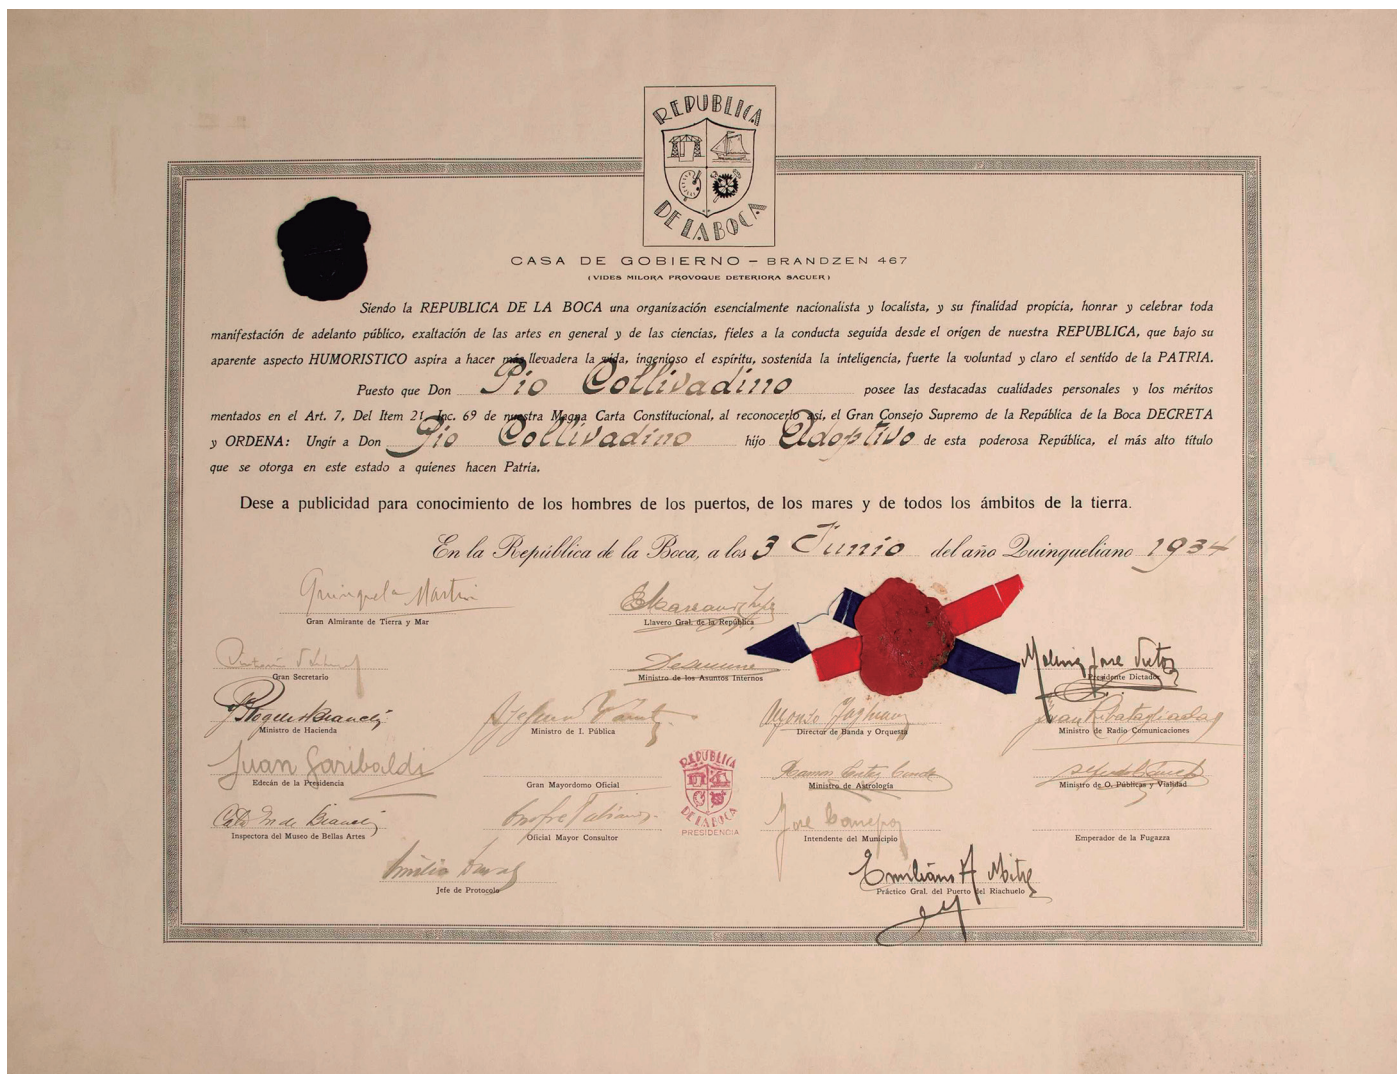 REPUBLICA
DE LA BOCA
CASA DE GOBIERNO – BRANDZEN 467
(VIDES MILORA PROVOQUE DETERIORA SACUER)
Siendo la REPUBLICA DE LA BOCA una organización esencialmente nacionalista y localista, y su finalidad propicia, honrar y celebrar toda
manifestación de adelanto público, exaltación de las artes en general y de las ciencias, fieles a la conducta seguida desde el origen de nuestra REPUBLICA, que bajo su
aparente aspecto HUMORISTICO aspira a hacer más llevadera la vida, ingenioso el espíritu, sostenida la inteligencia, fuerte la voluntad y claro el sentido de la PATRIA.
Puesto que Don Pio Collivadino posee las destacadas cualidades personales y los méritos
mentados en el Art. 7, Del Item 21, Inc. 69 de nuestra Magna Carta Constitucional, al reconocerlo así, el Gran Consejo Supremo de la República de la Boca DECRETA
y ORDENA: Ungir a Don Pio Collivadino hijo Adoptivo de esta poderosa República, el más alto título
que se otorga en este estado a quienes hacen Patría.
Dese a publicidad para conocimiento de los hombres de los puertos, de los mares y de todos los ámbitos de la tierra.
En la República de la Boca, a los 3 Junio del año Quinqueliano 1934
Quinquela Martin
Gran Almirante de Tierra y Mar
Llavero Gral. de la República
Gran Secretario
Ministro de los Asuntos Internos
Molina José Victor
Presidente Dictador
Ministro de Hacienda
Ministro de I. Pública
Director de Banda y Orquesta
Ministro de Radio Comunicaciones
Juan Garibaldi
Edecán de la Presidencia
Gran Mayordomo Oficial
REPUBLICA
DE LA BOCA
PRESIDENCIA
Ministro de Astrología
Ministro de O. Públicas y Vialidad
Inspectora del Museo de Bellas Artes
Oficial Mayor Consultor
José Canepa
Intendente del Municipio
Emperador de la Fugazza
Jefe de Protocolo
Emiliano A Mitre
Práctico Gral. del Puerto del Riachuelo